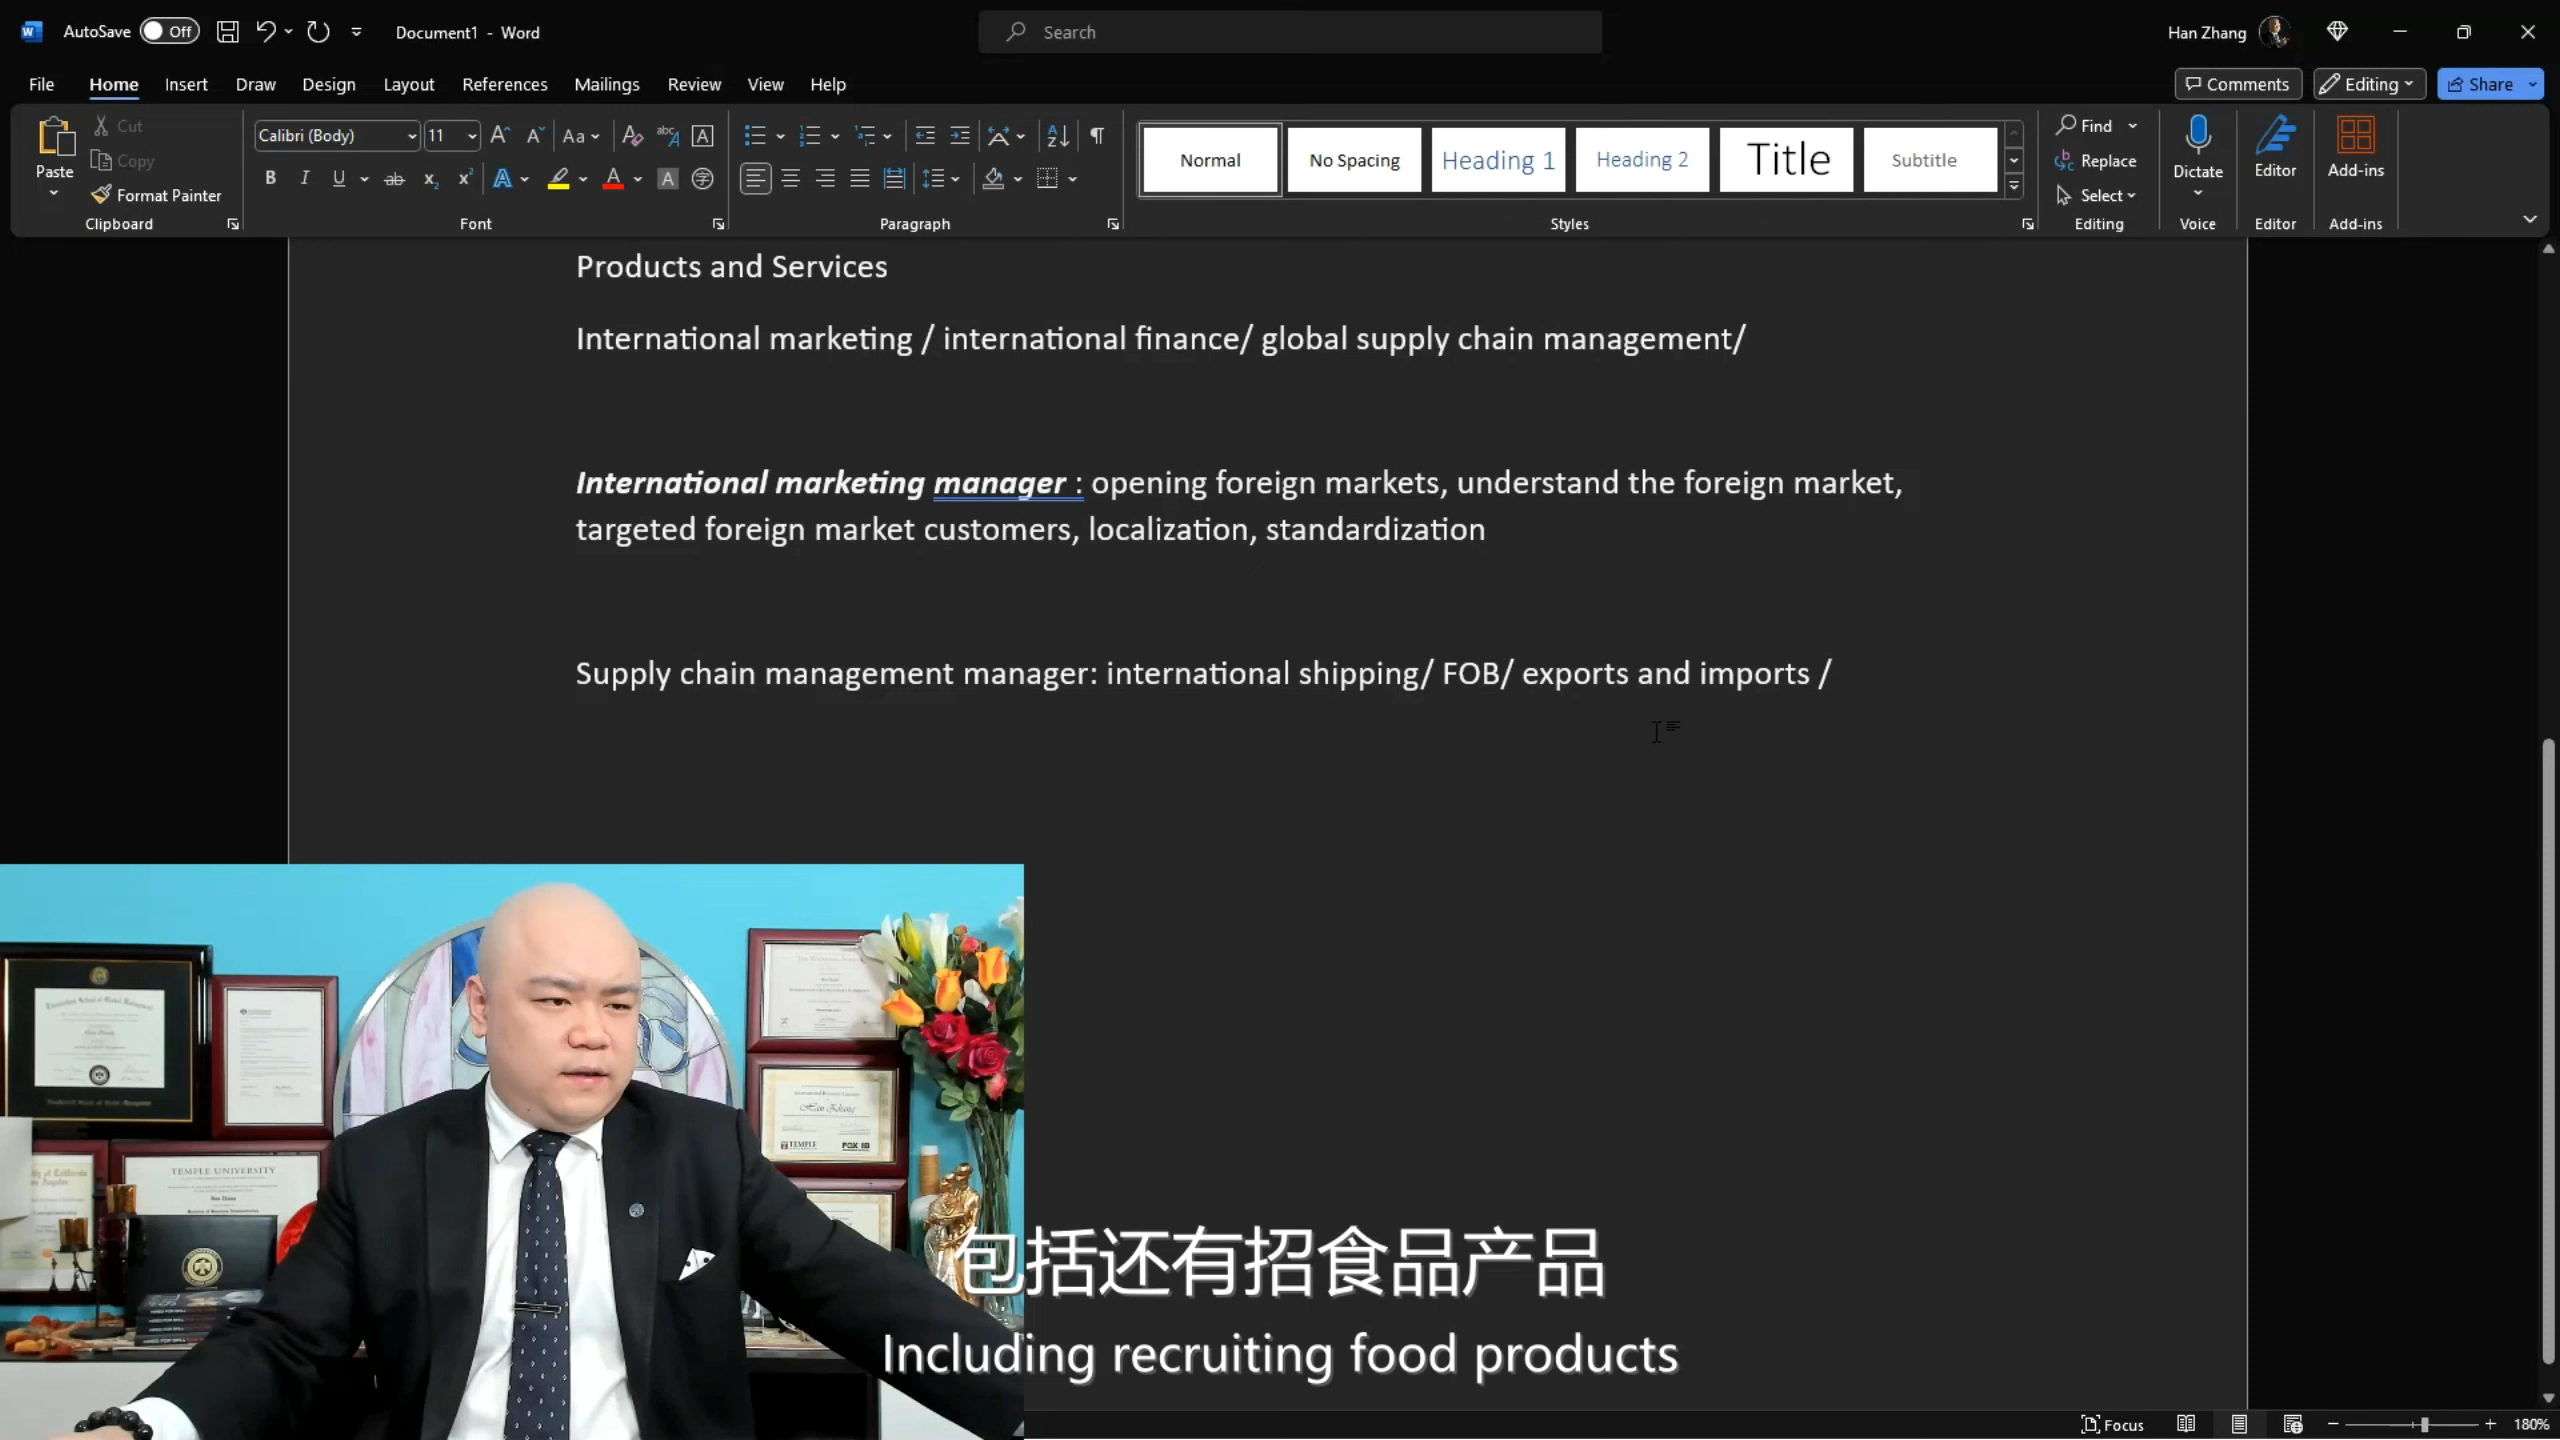 AutoSave Off Document1 - Word Search Han Zhang
File Home Insert Draw Design Layout References Mailings Review View Help Comments Editing Share
Paste Cut Copy Format Painter Clipboard
Calibri (Body) 11 Aa Font
Paragraph
Normal No Spacing Heading 1 Heading 2 Title Subtitle Styles
Find Replace Select Editing
Dictate Voice
Editor Editor
Add-ins Add-ins
Products and Services
International marketing / international finance/ global supply chain management/
International marketing manager : opening foreign markets, understand the foreign market,
targeted foreign market customers, localization, standardization
Supply chain management manager: international shipping/ FOB/ exports and imports /
TEMPLE UNIVERSITY
Han Zhang
TEMPLE FOX
包括还有招食品产品
Including recruiting food products
Focus 180%